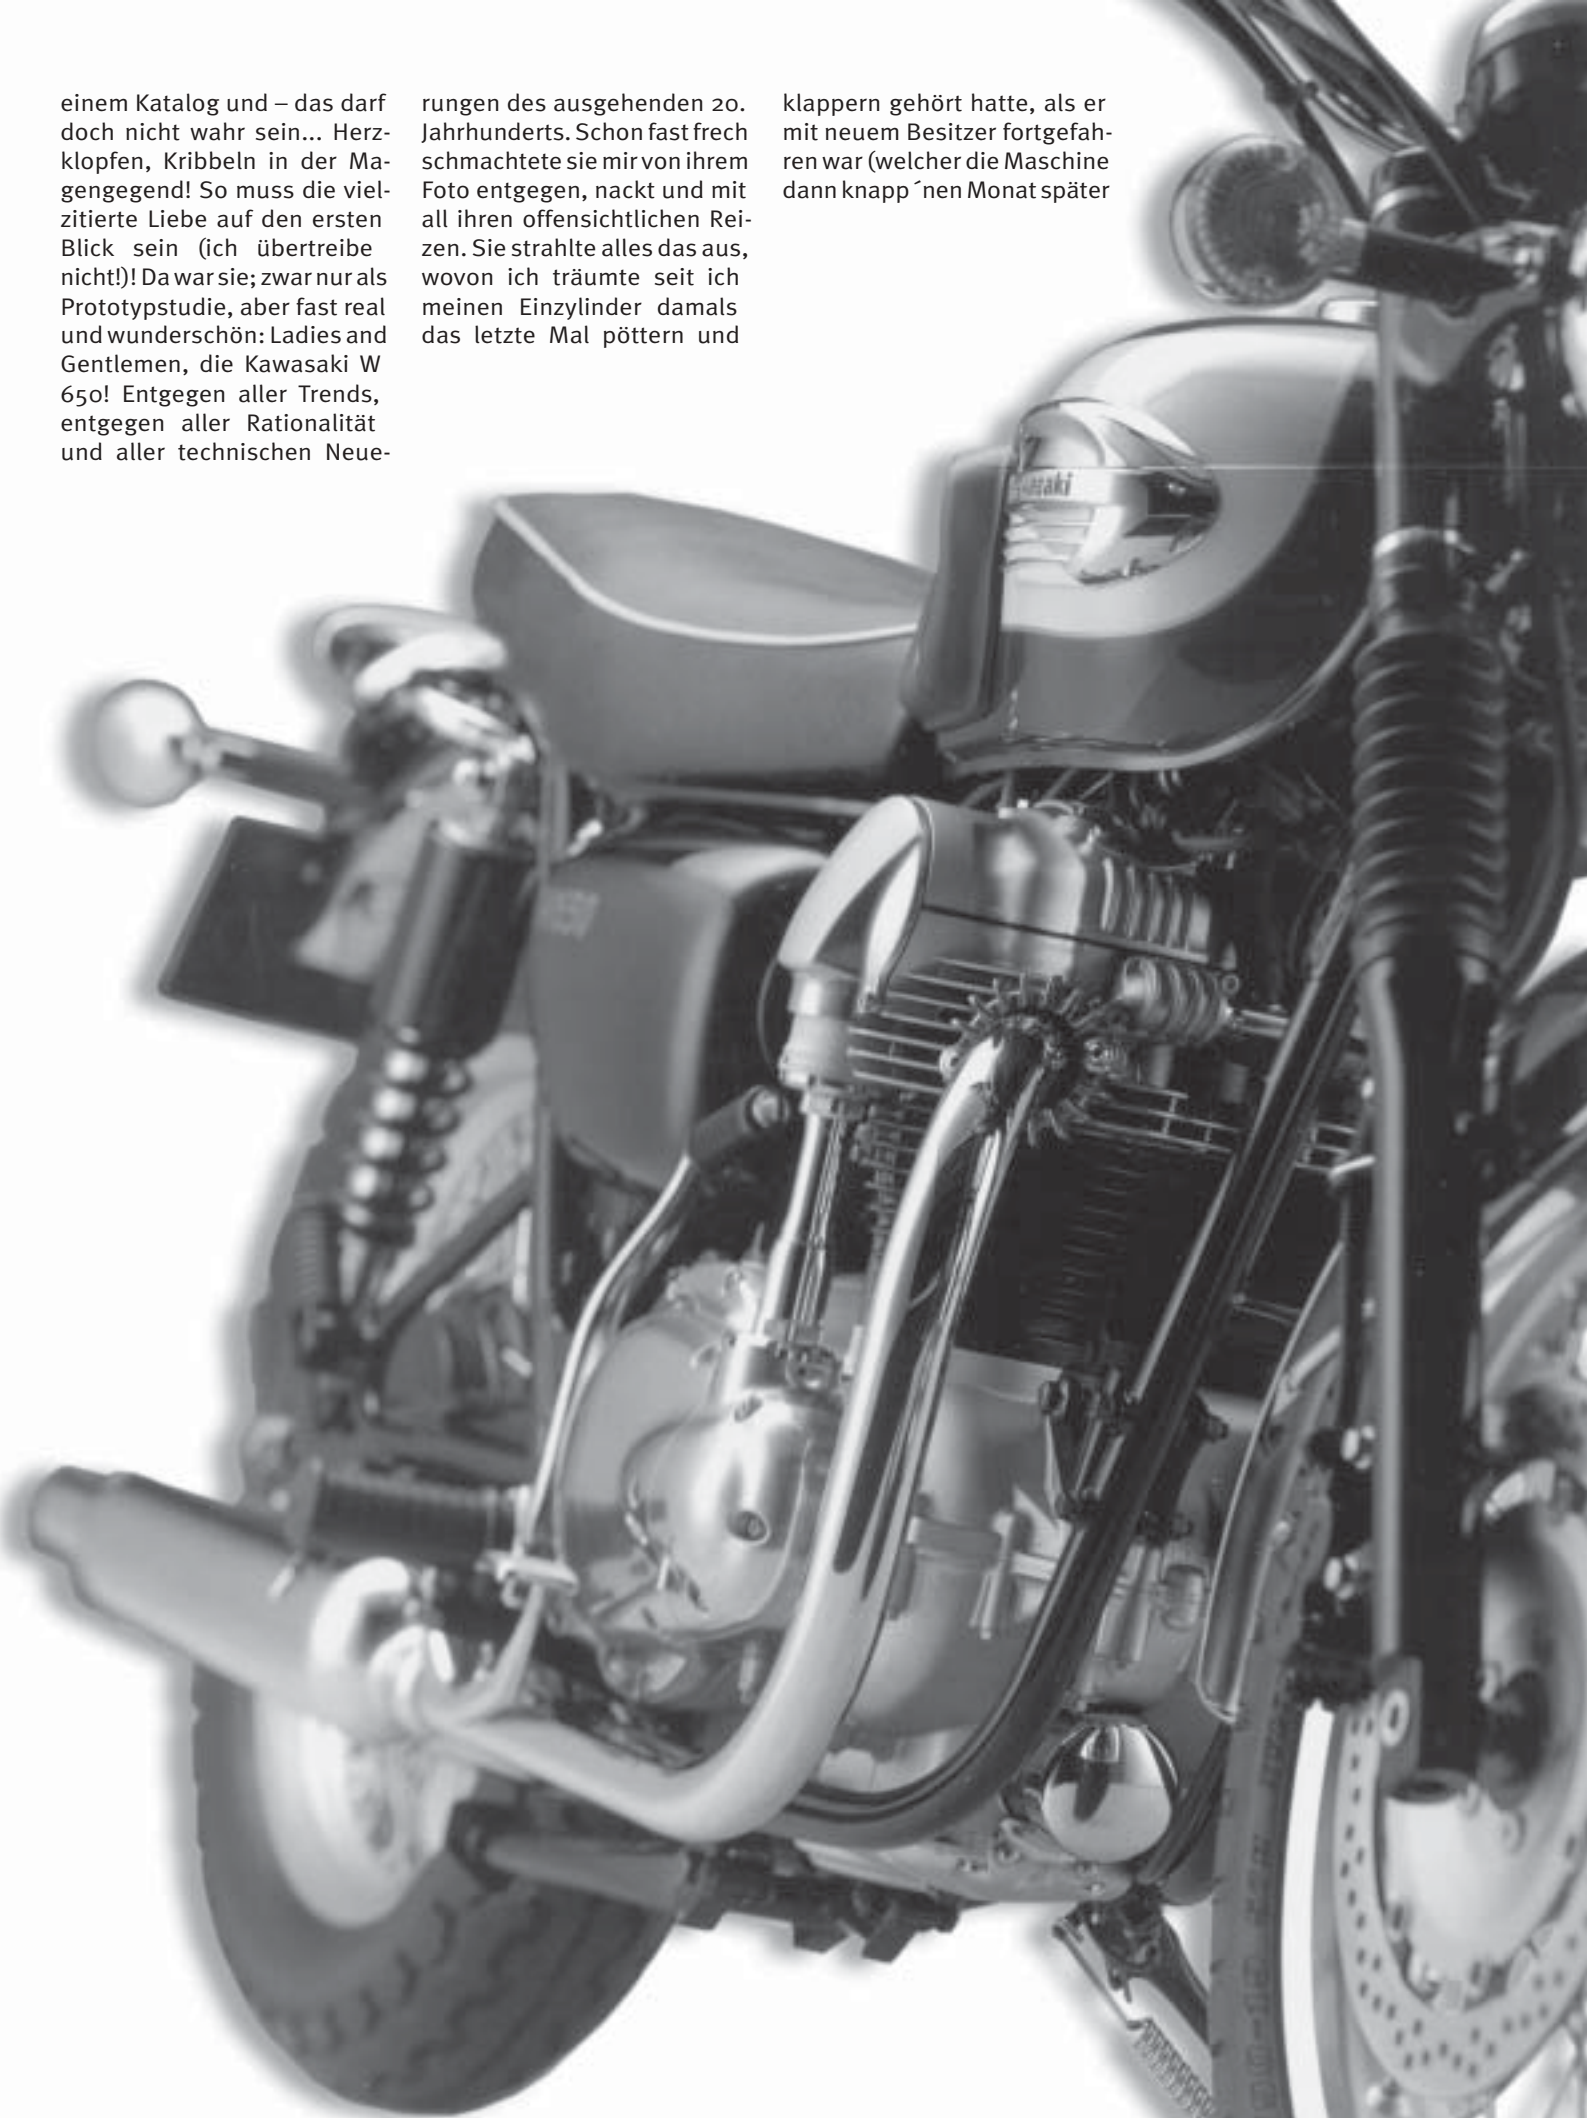 einem Katalog und – das darf
doch nicht wahr sein... Herz-
klopfen, Kribbeln in der Ma-
gengegend! So muss die viel-
zitierte Liebe auf den ersten
Blick sein (ich übertreibe
nicht!)! Da war sie; zwar nur als
Prototypstudie, aber fast real
und wunderschön: Ladies and
Gentlemen, die Kawasaki W
650! Entgegen aller Trends,
entgegen aller Rationalität
und aller technischen Neue-
rungen des ausgehenden 20.
Jahrhunderts. Schon fast frech
schmachtete sie mir von ihrem
Foto entgegen, nackt und mit
all ihren offensichtlichen Rei-
zen. Sie strahlte alles das aus,
wovon ich träumte seit ich
meinen Einzylinder damals
das letzte Mal pöttern und
klappern gehört hatte, als er
mit neuem Besitzer fortgefah-
ren war (welcher die Maschine
dann knapp ´nen Monat später